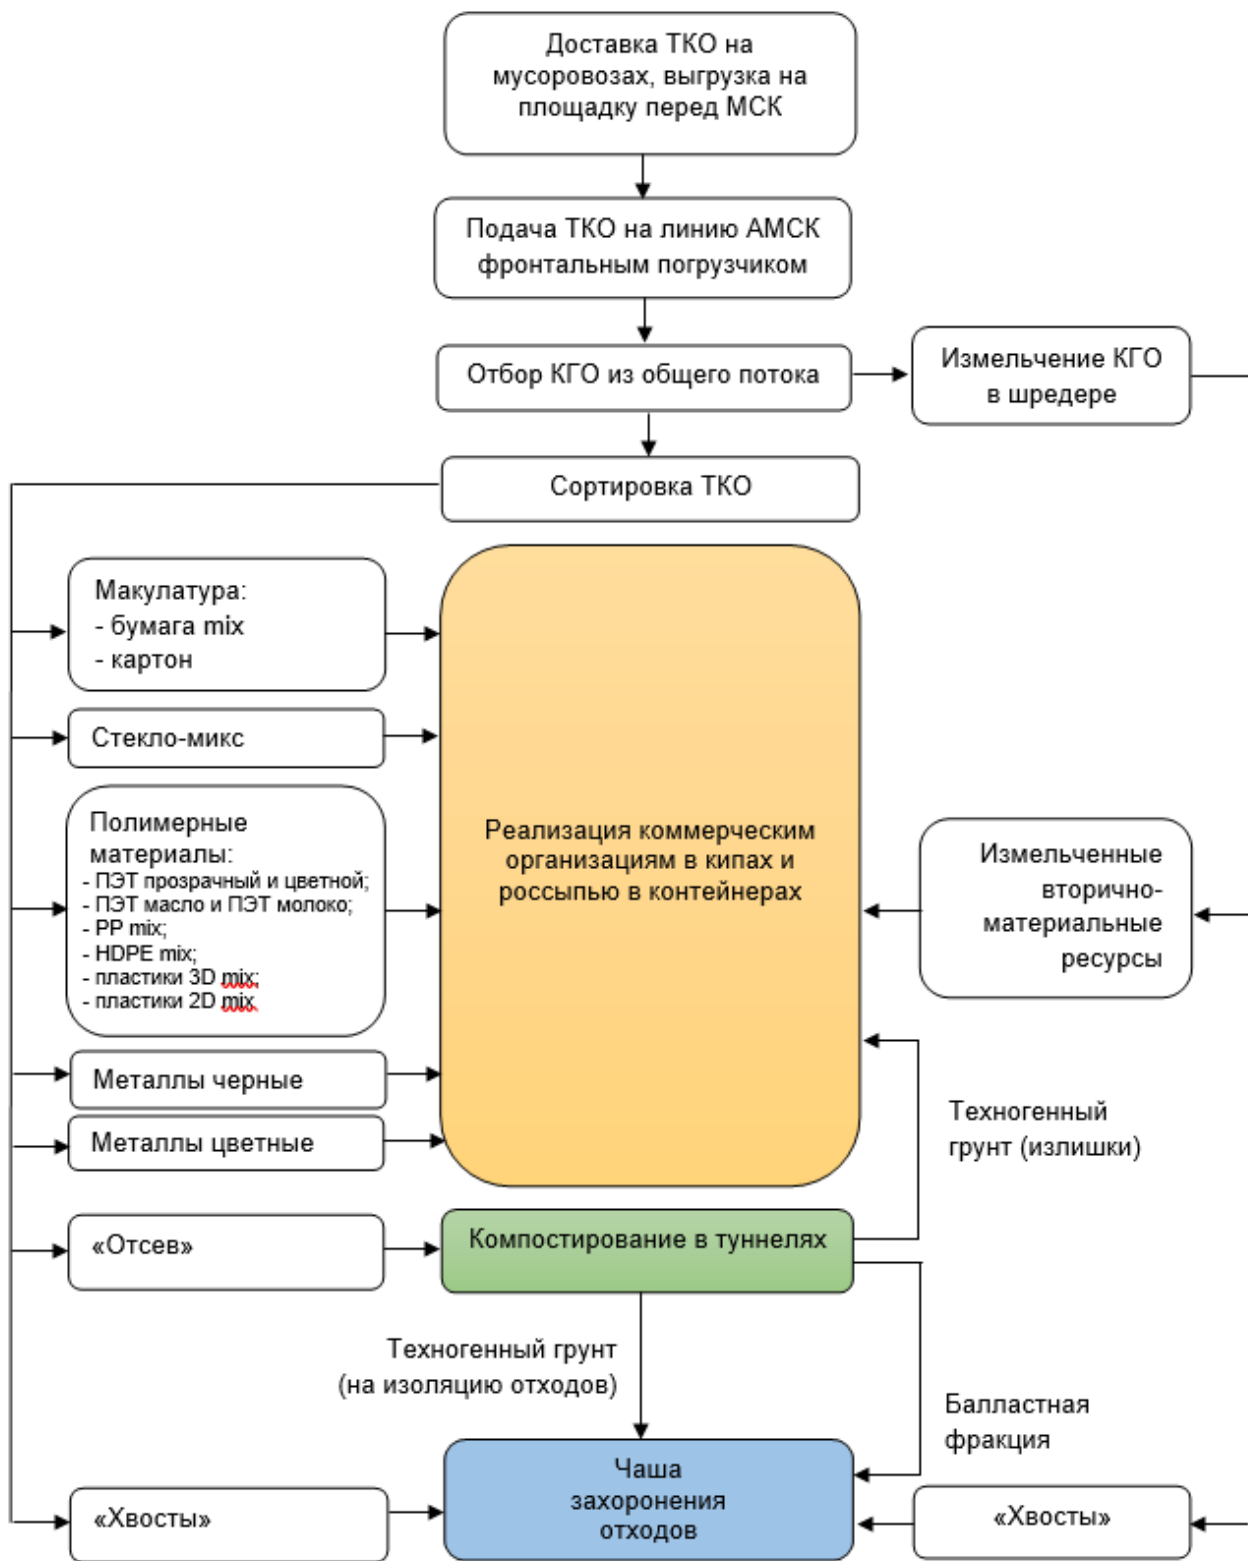 Доставка ТКО на
мусоровозах, выгрузка на
площадку перед МСК
Подача ТКО на линию АМСК
фронтальным погрузчиком
Отбор КГО из общего потока
Измельчение КГО
в шредере
Сортировка ТКО
Макулатура:
- бумага mix
- картон
Стекло-микс
Полимерные
материалы:
- ПЭТ прозрачный и цветной;
- ПЭТ масло и ПЭТ молоко;
- PP mix;
- HDPE mix;
- пластики 3D mix;
- пластики 2D mix
Металлы черные
Металлы цветные
Реализация коммерческим
организациям в кипах и
россыпью в контейнерах
Измельченные
вторично-
материальные
ресурсы
Техногенный
грунт (излишки)
«Отсев»
Компостирование в туннелях
Техногенный грунт
(на изоляцию отходов)
Балластная
фракция
«Хвосты»
Чаша
захоронения
отходов
«Хвосты»